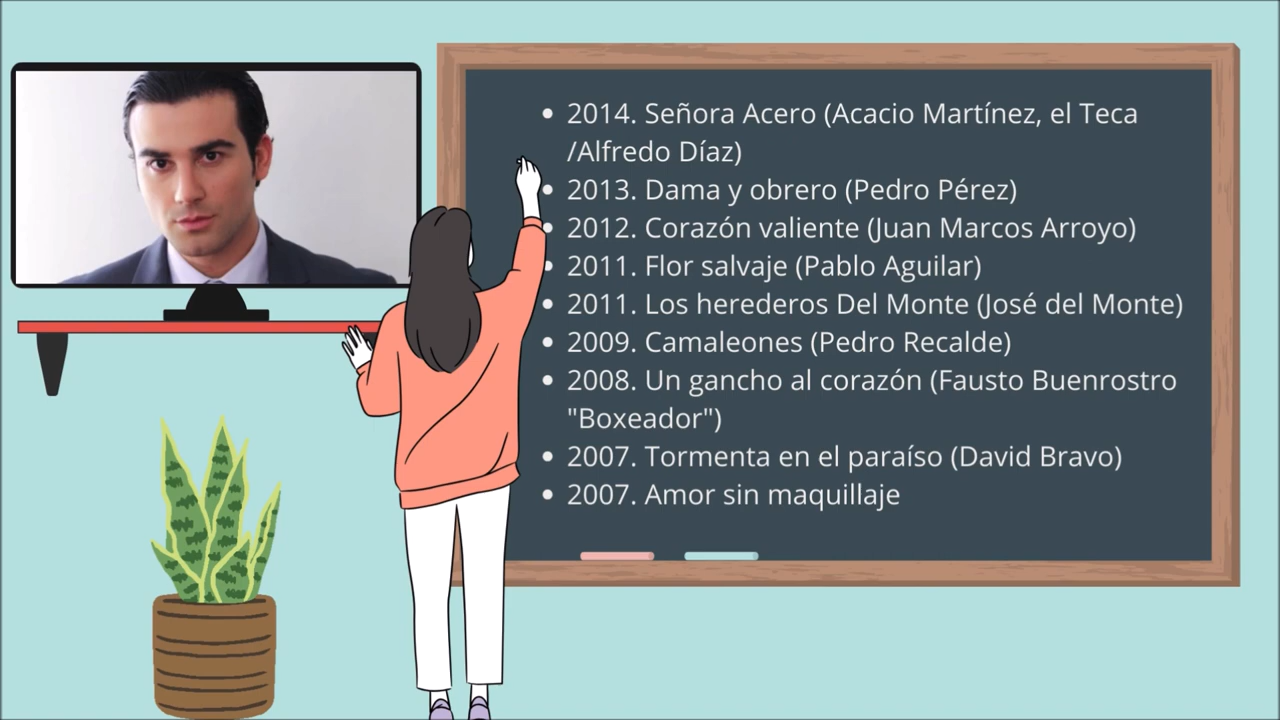 2014. Señora Acero (Acacio Martínez, el Teca
/Alfredo Díaz)
2013. Dama y obrero (Pedro Pérez)
2012. Corazón valiente (Juan Marcos Arroyo)
2011. Flor salvaje (Pablo Aguilar)
2011. Los herederos Del Monte (José del Monte)
2009. Camaleones (Pedro Recalde)
2008. Un gancho al corazón (Fausto Buenrostro
"Boxeador")
2007. Tormenta en el paraíso (David Bravo)
2007. Amor sin maquillaje